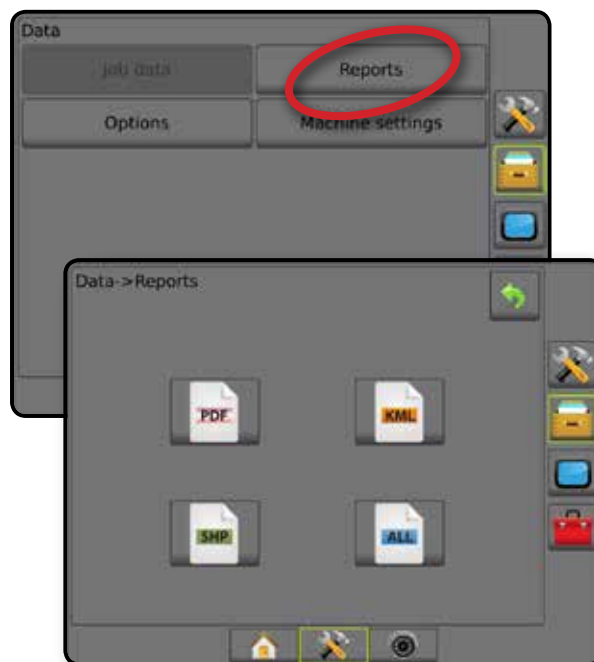 Data
Job data
Reports
Options
Machine settings
Data->Reports
PDF
KML
SHP
ALL